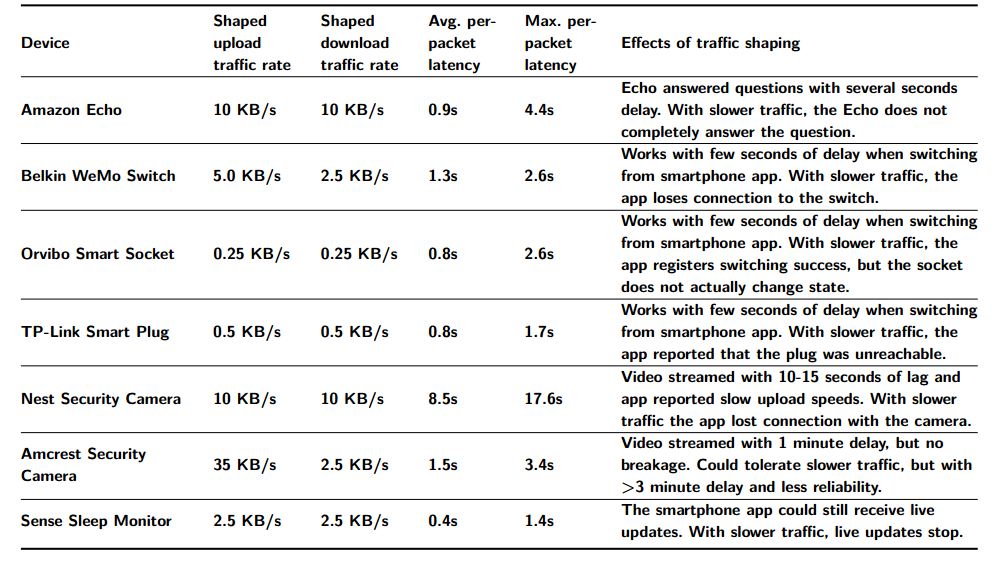 Device
Shaped upload traffic rate
Shaped download traffic rate
Avg. per-packet latency
Max. per-packet latency
Effects of traffic shaping
Amazon Echo 10 KB/s 10 KB/s 0.9s 4.4s
Echo answered questions with several seconds
delay. With slower traffic, the Echo does not
completely answer the question.
Belkin WeMo Switch 5.0 KB/s 2.5 KB/s 1.3s 2.6s
Works with few seconds of delay when switching
from smartphone app. With slower traffic, the
app loses connection to the switch.
Orvibo Smart Socket 0.25 KB/s 0.25 KB/s 0.8s 2.6s
Works with few seconds of delay when switching
from smartphone app. With slower traffic, the
app registers switching success, but the socket
does not actually change state.
TP-Link Smart Plug 0.5 KB/s 0.5 KB/s 0.8s 1.7s
Works with few seconds of delay when switching
from smartphone app. With slower traffic, the
app reported that the plug was unreachable.
Nest Security Camera 10 KB/s 10 KB/s 8.5s 17.6s
Video streamed with 10-15 seconds of lag and
app reported slow upload speeds. With slower
traffic the app lost connection with the camera.
Amcrest Security
Camera
35 KB/s 2.5 KB/s 1.5s 3.4s
Video streamed with 1 minute delay, but no
breakage. Could tolerate slower traffic, but with
>3 minute delay and less reliability.
Sense Sleep Monitor 2.5 KB/s 2.5 KB/s 0.4s 1.4s
The smartphone app could still receive live
updates. With slower traffic, live updates stop.